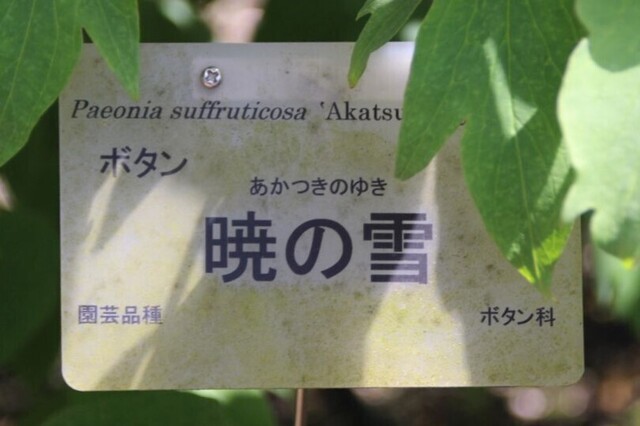 Paeonia suffruticosa 'Akatsu
ボタン
あかつきのゆき
暁の雪
園芸品種 ボタン科